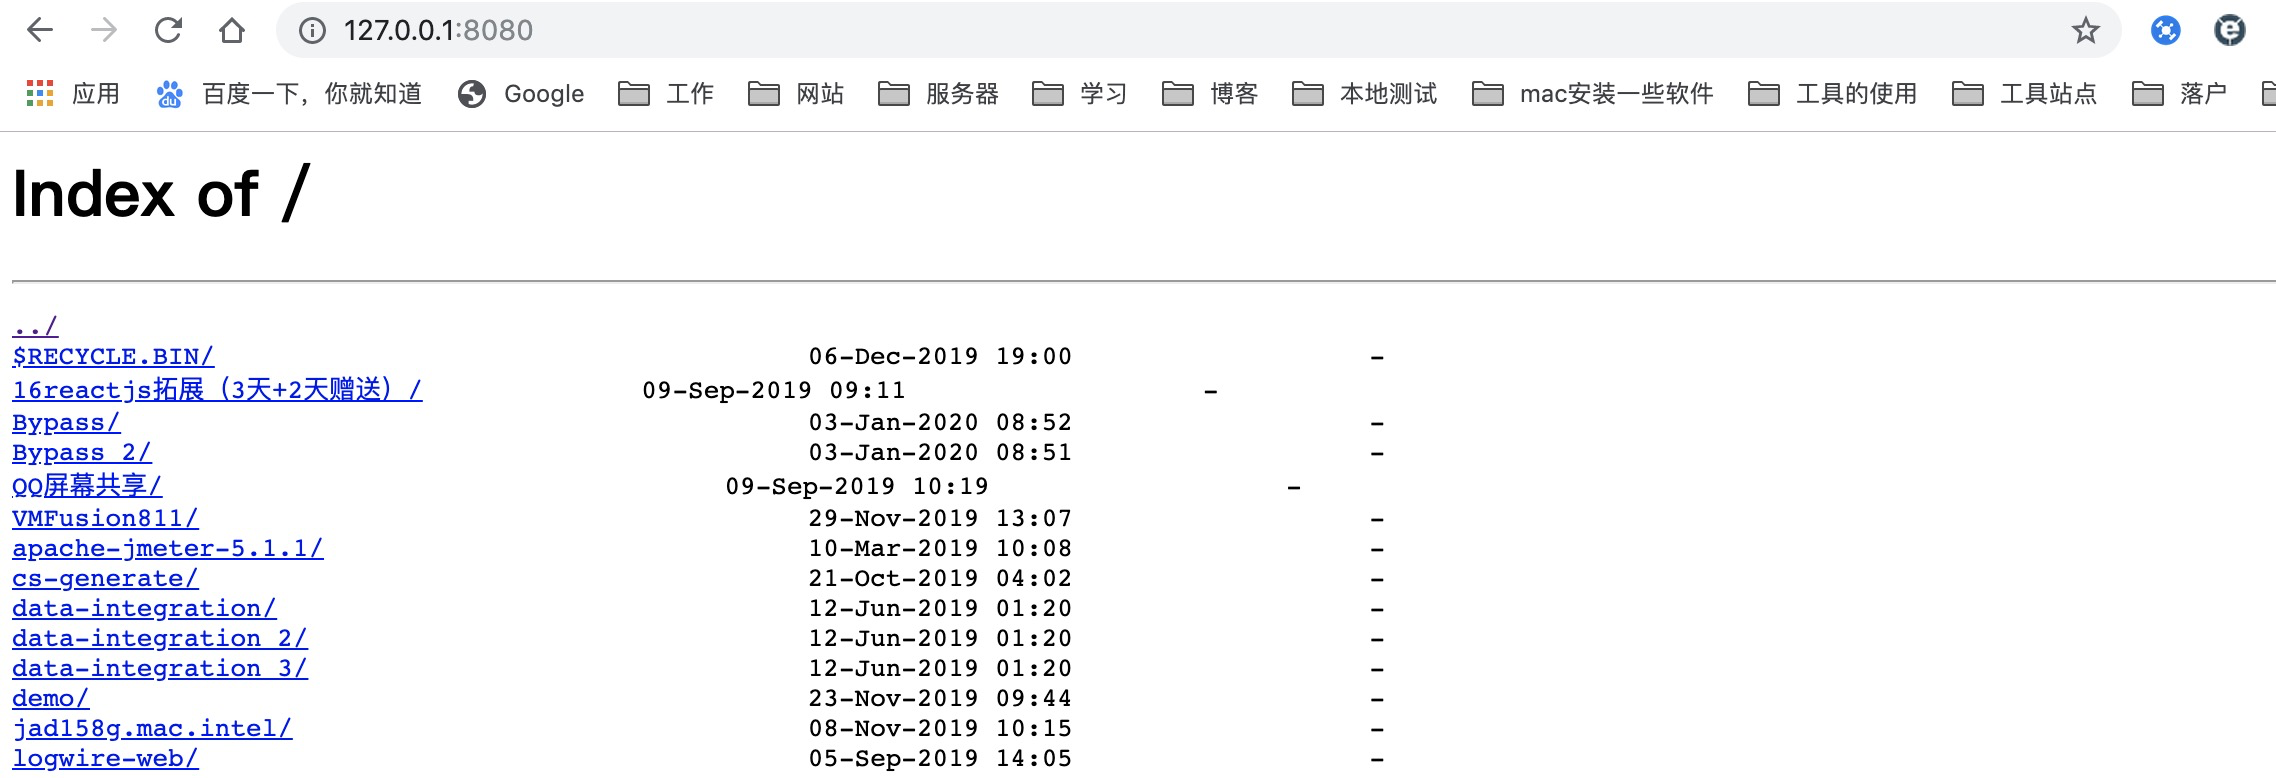 127.0.0.1:8080
应用 百度一下，你就知道 Google 工作 网站 服务器 学习 博客 本地测试 mac安装一些软件 工具的使用 工具站点 落户
Index of /
../
$RECYCLE.BIN/ 06-Dec-2019 19:00 -
16reactjs拓展（3天+2天赠送）/ 09-Sep-2019 09:11 -
Bypass/ 03-Jan-2020 08:52 -
Bypass 2/ 03-Jan-2020 08:51 -
QQ屏幕共享/ 09-Sep-2019 10:19 -
VMFusion811/ 29-Nov-2019 13:07 -
apache-jmeter-5.1.1/ 10-Mar-2019 10:08 -
cs-generate/ 21-Oct-2019 04:02 -
data-integration/ 12-Jun-2019 01:20 -
data-integration 2/ 12-Jun-2019 01:20 -
data-integration 3/ 12-Jun-2019 01:20 -
demo/ 23-Nov-2019 09:44 -
jad158g.mac.intel/ 08-Nov-2019 10:15 -
logwire-web/ 05-Sep-2019 14:05 -